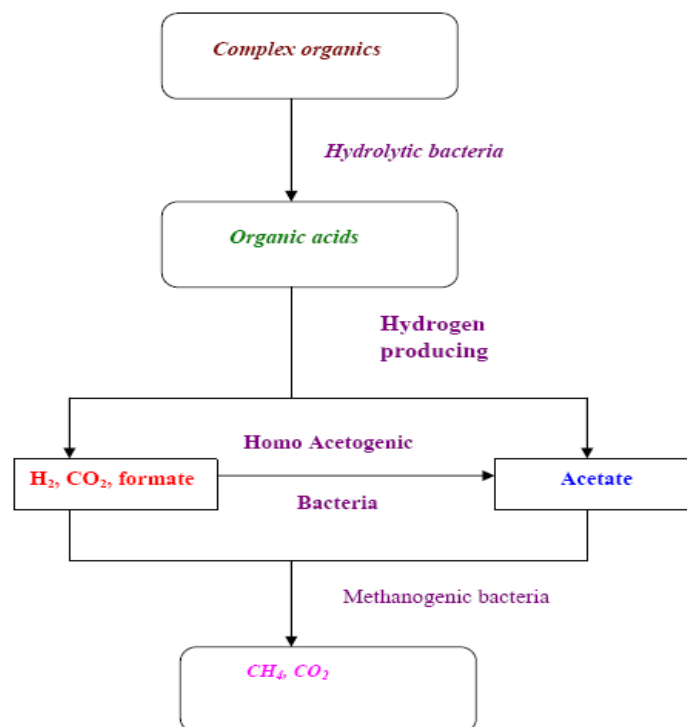 Complex organics
Hydrolytic bacteria
Organic acids
Hydrogen
producing
Homo Acetogenic
H₂, CO₂, formate
Acetate
Bacteria
Methanogenic bacteria
CH₄, CO₂